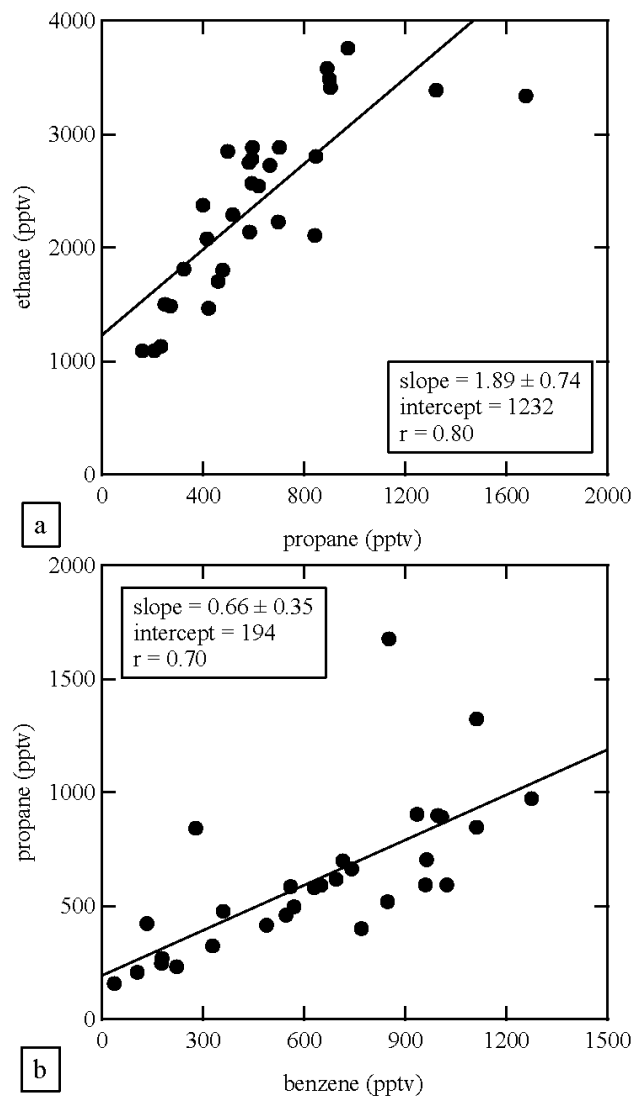 4000
3000
2000
1000
0
ethane (pptv)
slope = 1.89 ± 0.74
intercept = 1232
r = 0.80
0 400 800 1200 1600 2000
propane (pptv)
a
2000
1500
1000
500
0
propane (pptv)
slope = 0.66 ± 0.35
intercept = 194
r = 0.70
0 300 600 900 1200 1500
benzene (pptv)
b